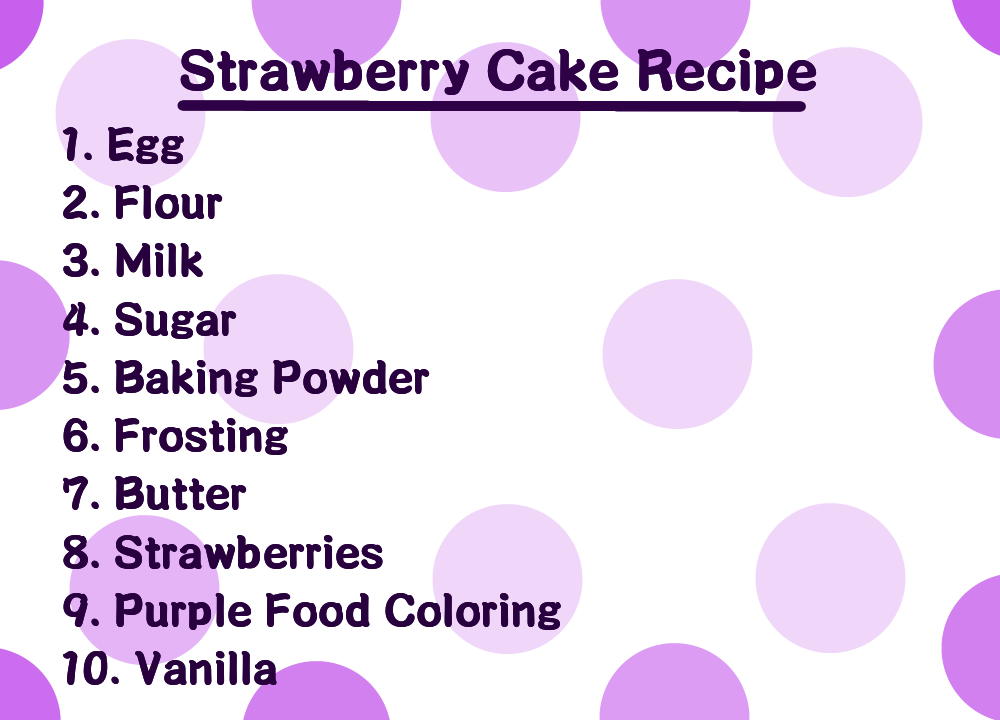 Strawberry Cake Recipe
1. Egg
2. Flour
3. Milk
4. Sugar
5. Baking Powder
6. Frosting
7. Butter
8. Strawberries
9. Purple Food Coloring
10. Vanilla